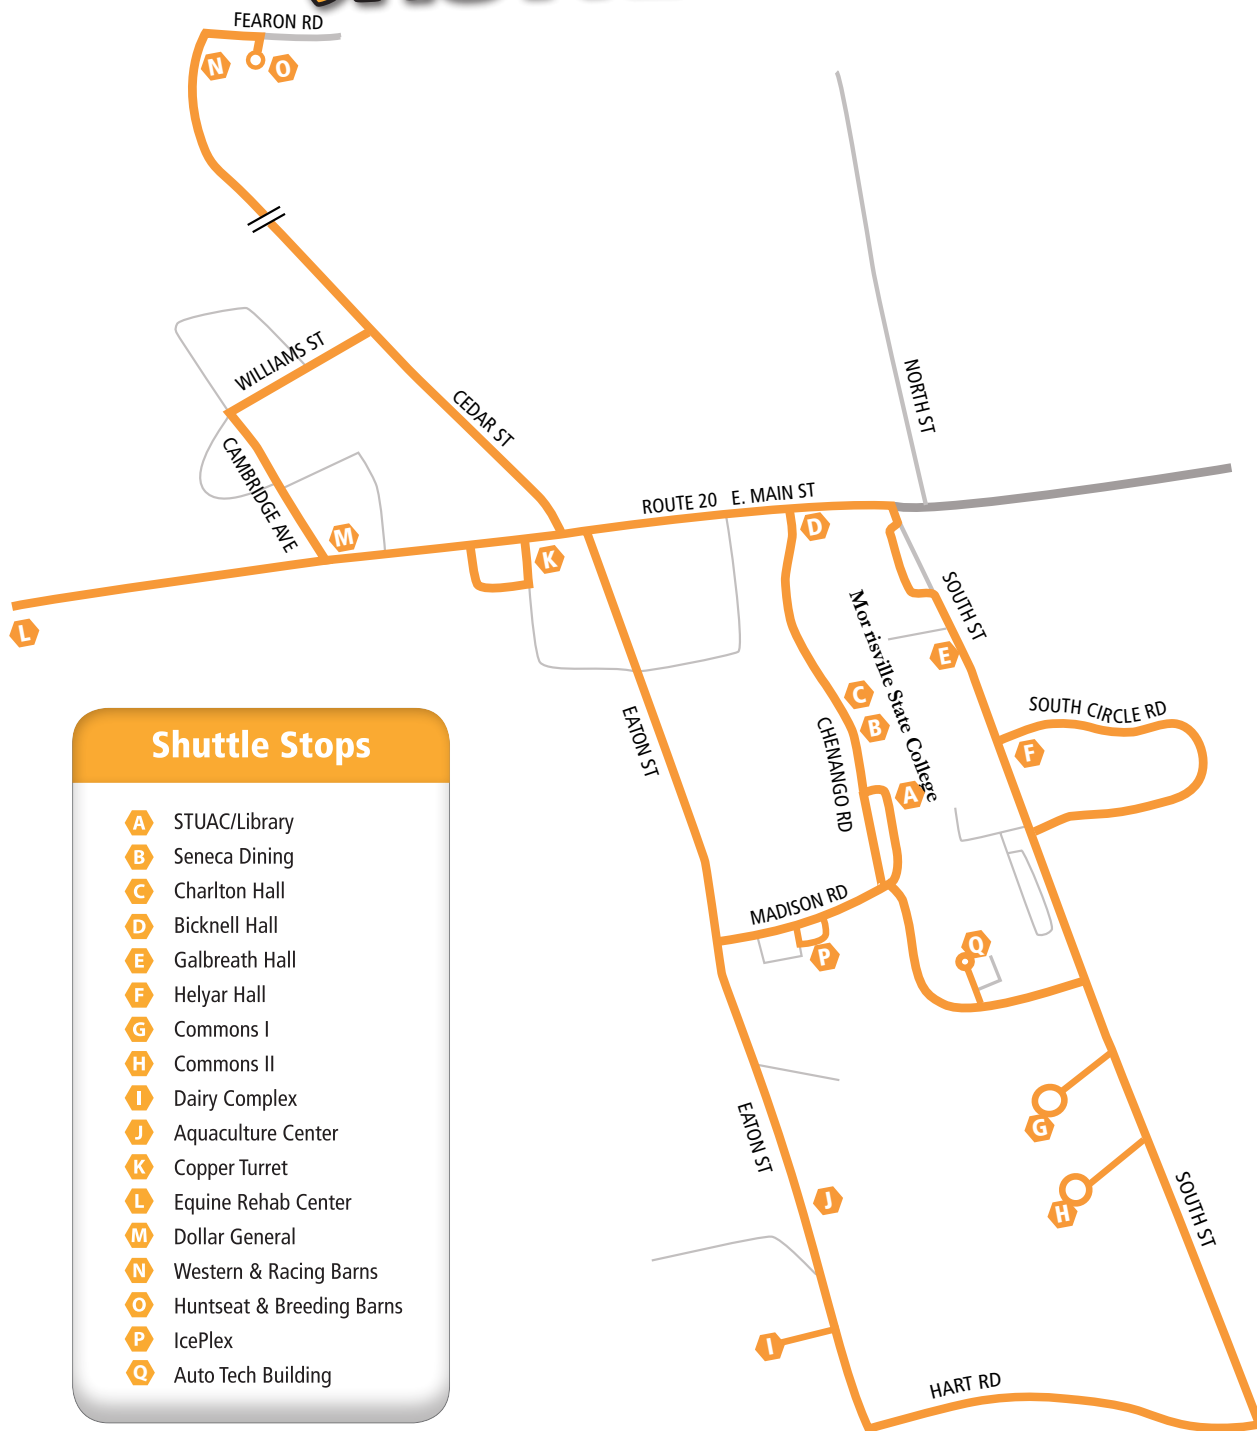 FEARON RD
N
O
WILLIAMS ST
CEDAR ST
NORTH ST
CAMBRIDGE AVE
ROUTE 20 E. MAIN ST
M
D
K
L
SOUTH ST
Morrisville State College
E
C
B
A
SOUTH CIRCLE RD
F
EATON ST
CHENANGO RD
MADISON RD
P
Q
G
H
EATON ST
J
SOUTH ST
I
HART RD
Shuttle Stops
A STUAC/Library
B Seneca Dining
C Charlton Hall
D Bicknell Hall
E Galbreath Hall
F Helyar Hall
G Commons I
H Commons II
I Dairy Complex
J Aquaculture Center
K Copper Turret
L Equine Rehab Center
M Dollar General
N Western & Racing Barns
O Huntseat & Breeding Barns
P IcePlex
Q Auto Tech Building